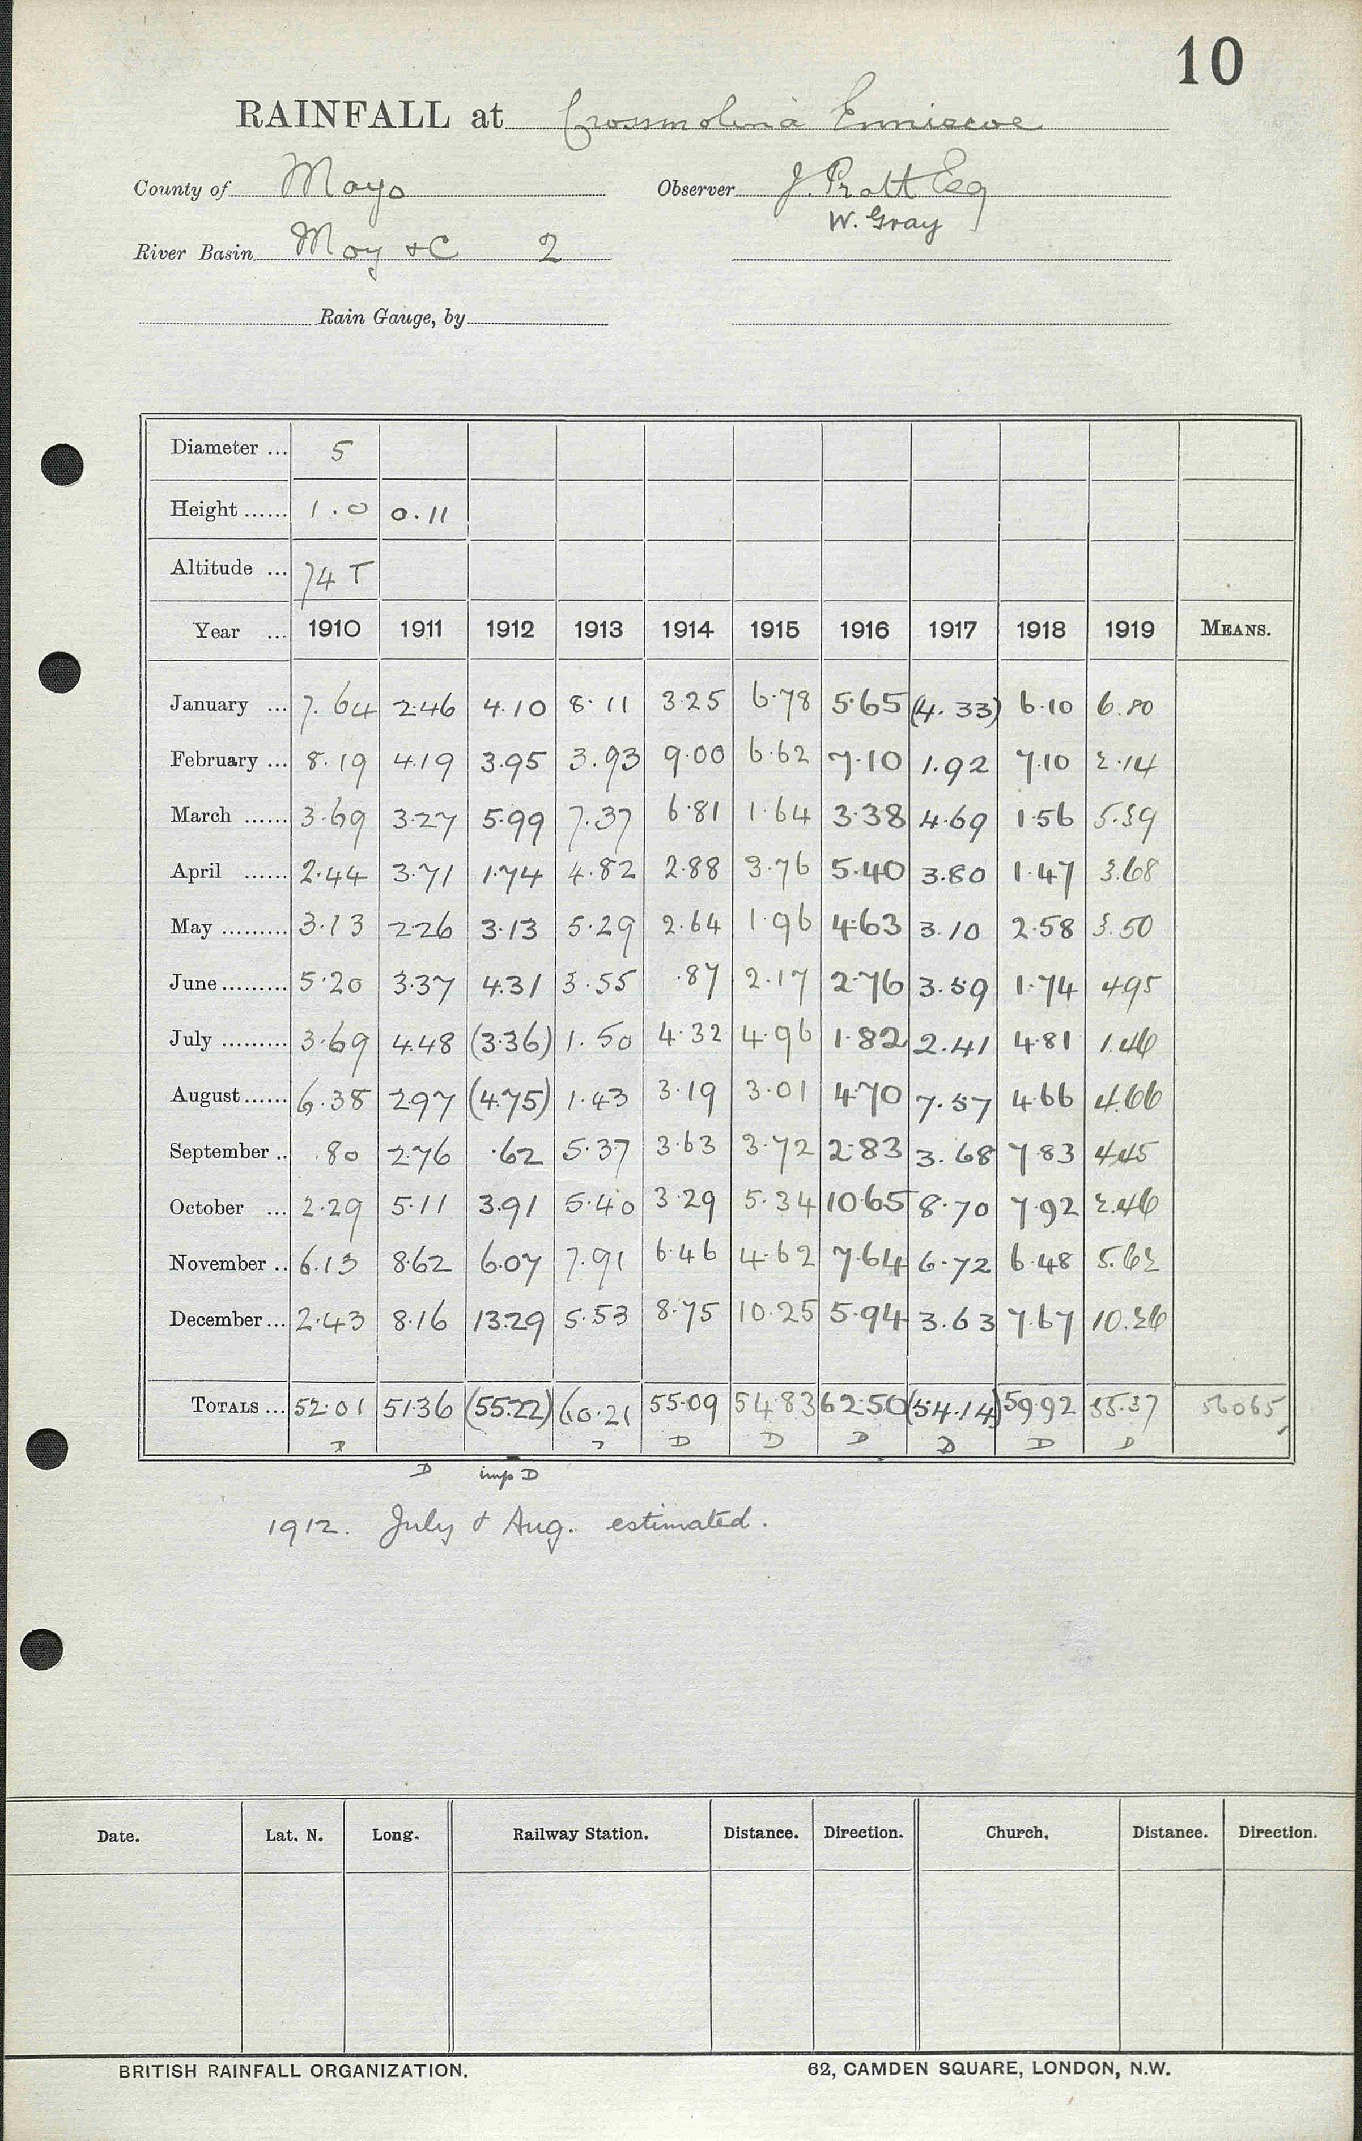 10
RAINFALL at Crossmolina Enniscoe
County of Mayo Observer J. Pratt Esq
W. Gray
River Basin Moy &C 2
Rain Gauge, by
Diameter ... 5
Height ...... 1.0 0.11
Altitude ... 74 T
Year ... 1910 1911 1912 1913 1914 1915 1916 1917 1918 1919 MEANS.
January ... 7.64 2.46 4.10 8.11 3.25 6.78 5.65 (4.33) 6.10 6.80
February ... 8.19 4.19 3.95 3.93 9.00 6.62 7.10 1.92 7.10 2.14
March ...... 3.69 3.27 5.99 7.37 6.81 1.64 3.38 4.69 1.56 5.39
April ...... 2.44 3.71 1.74 4.82 2.88 3.76 5.40 3.80 1.47 3.68
May ......... 3.13 2.26 3.13 5.29 2.64 1.96 4.63 3.10 2.58 3.50
June ......... 5.20 3.37 4.31 3.55 .87 2.17 2.76 3.59 1.74 4.95
July ......... 3.69 4.48 (3.36) 1.50 4.32 4.96 1.82 2.41 4.81 1.46
August ...... 6.38 2.97 (4.75) 1.43 3.19 3.01 4.70 7.57 4.66 4.66
September .. .80 2.76 .62 5.37 3.63 3.72 2.83 3.68 7.83 4.45
October ... 2.29 5.11 3.91 5.40 3.29 5.34 10.65 8.70 7.92 2.46
November .. 6.13 8.62 6.07 7.91 6.46 4.62 7.64 6.72 6.48 5.62
December ... 2.43 8.16 13.29 5.53 8.75 10.25 5.94 3.63 7.67 10.26
TOTALS ... 52.01 51.36 (55.22) 60.21 55.09 54.83 62.50 (54.14) 59.92 55.37 56065
D D D D D D D D
D imp D
1912. July & Aug. estimated.
Date. Lat. N. Long. Railway Station. Distance. Direction. Church. Distance. Direction.
BRITISH RAINFALL ORGANIZATION. 62, CAMDEN SQUARE, LONDON, N.W.